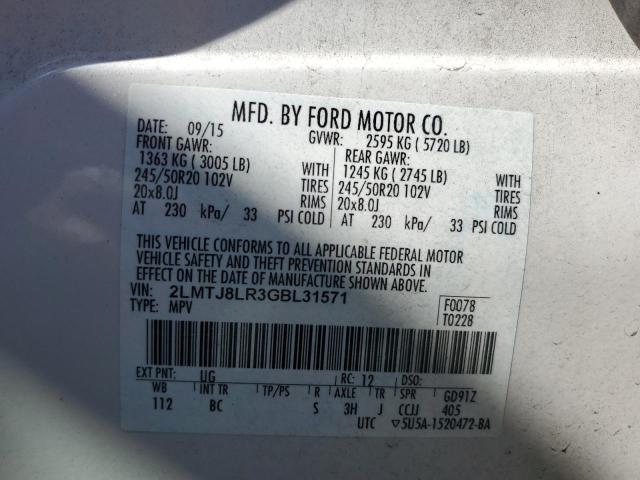 MFD. BY FORD MOTOR CO.
DATE: 09/15 GVWR: 2595 KG ( 5720 LB)
FRONT GAWR: REAR GAWR:
1363 KG ( 3005 LB) WITH 1245 KG ( 2745 LB) WITH
245/50R20 102V TIRES 245/50R20 102V TIRES
20x8.0J RIMS 20x8.0J RIMS
AT 230 kPa/ 33 PSI COLD AT 230 kPa/ 33 PSI COLD
THIS VEHICLE CONFORMS TO ALL APPLICABLE FEDERAL MOTOR
VEHICLE SAFETY AND THEFT PREVENTION STANDARDS IN
EFFECT ON THE DATE OF MANUFACTURE SHOWN ABOVE.
VIN: 2LMTJ8LR3GBL31571 F0078
TYPE: MPV T0228
EXT PNT: UG RC: 12 DSO:
WB INT TR TP/PS R AXLE TR SPR GD91Z
112 BC S 3H J CCJJ 405
UTC ▽5U5A-1520472-BA